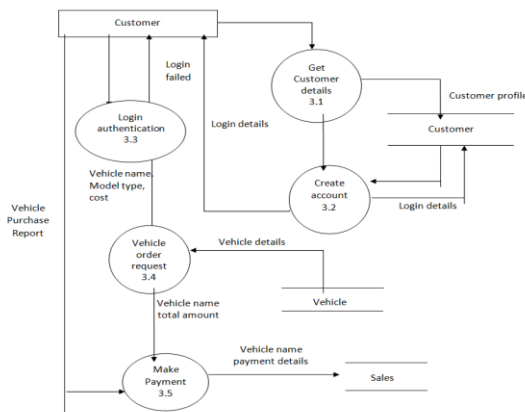 Customer
Login
failed
Get
Customer
details
3.1
Customer profile
Login
authentication
3.3
Login details
Customer
Vehicle name,
Model type,
cost
Create
account
3.2
Login details
Vehicle
Purchase
Report
Vehicle
order
request
3.4
Vehicle details
Vehicle
Vehicle name
total amount
Make
Payment
3.5
Vehicle name
payment details
Sales